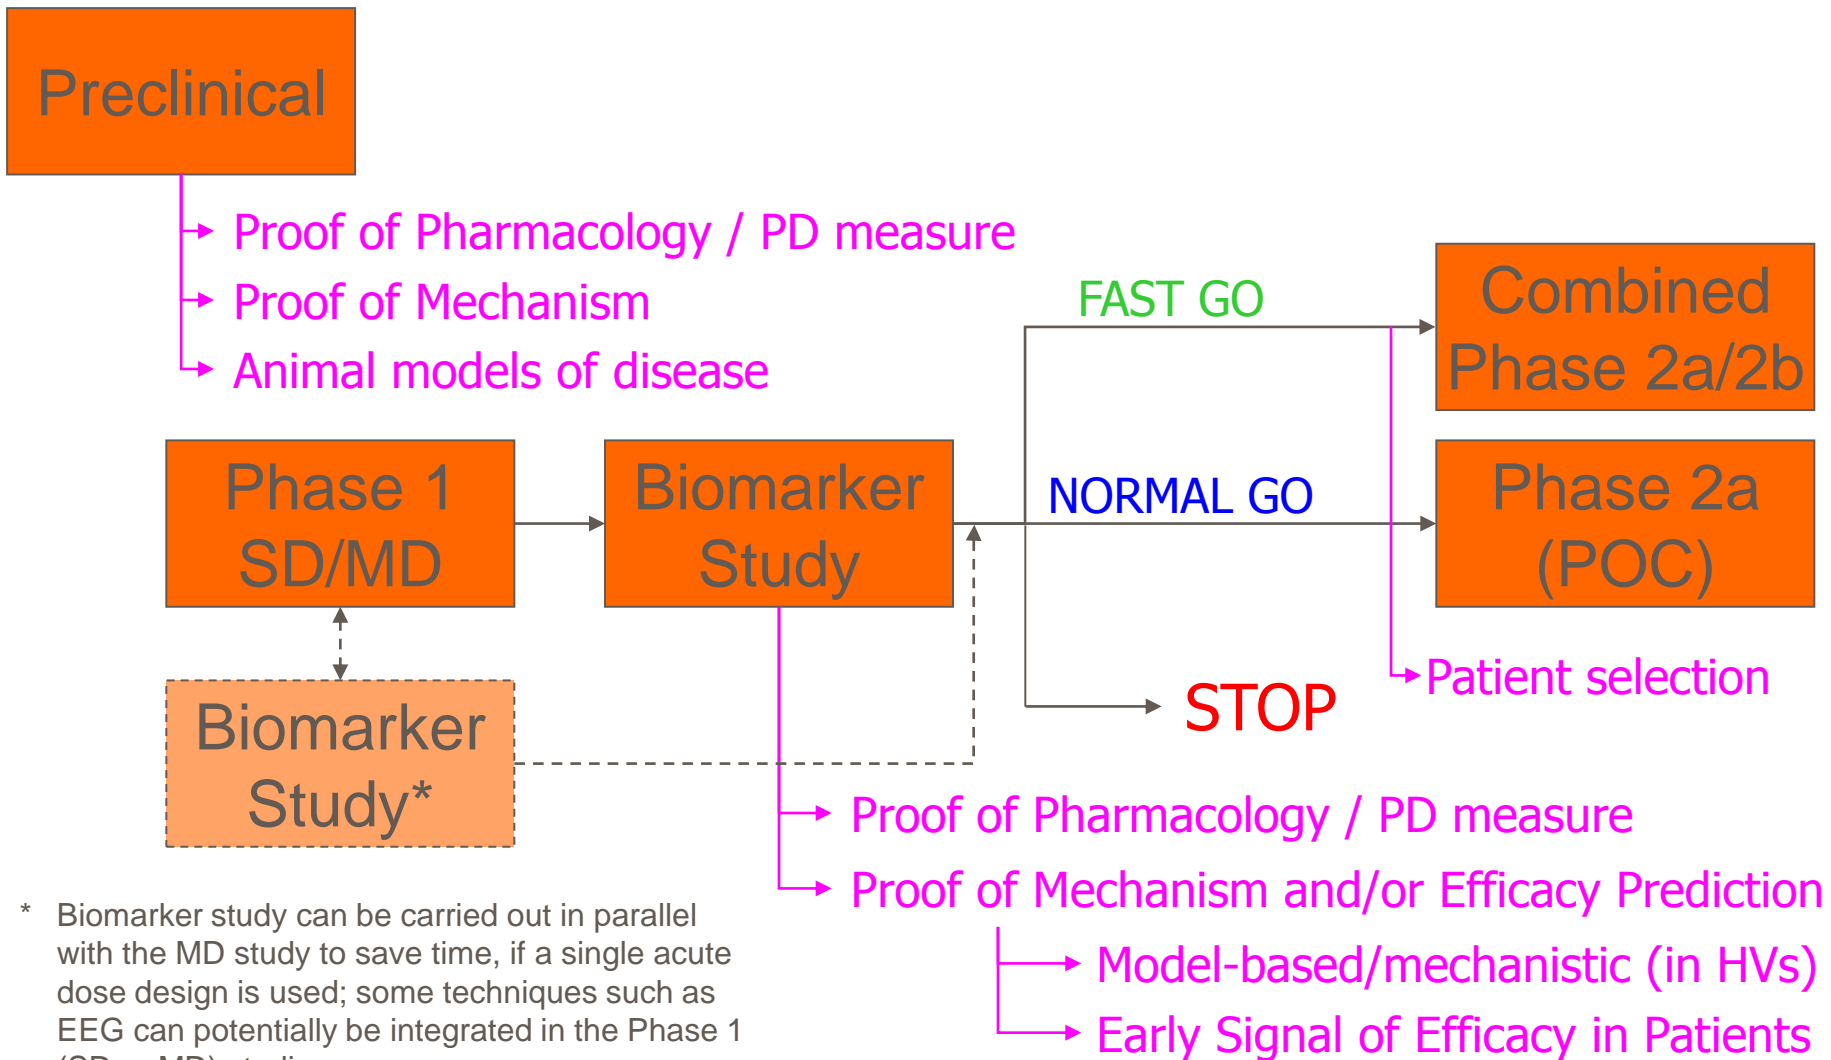 Preclinical
Proof of Pharmacology / PD measure
Proof of Mechanism
Animal models of disease
FAST GO
Combined
Phase 2a/2b
Phase 1
SD/MD
Biomarker
Study
NORMAL GO
Phase 2a
(POC)
Biomarker
Study*
STOP
Patient selection
Proof of Pharmacology / PD measure
Proof of Mechanism and/or Efficacy Prediction
Model-based/mechanistic (in HVs)
Early Signal of Efficacy in Patients
* Biomarker study can be carried out in parallel
with the MD study to save time, if a single acute
dose design is used; some techniques such as
EEG can potentially be integrated in the Phase 1